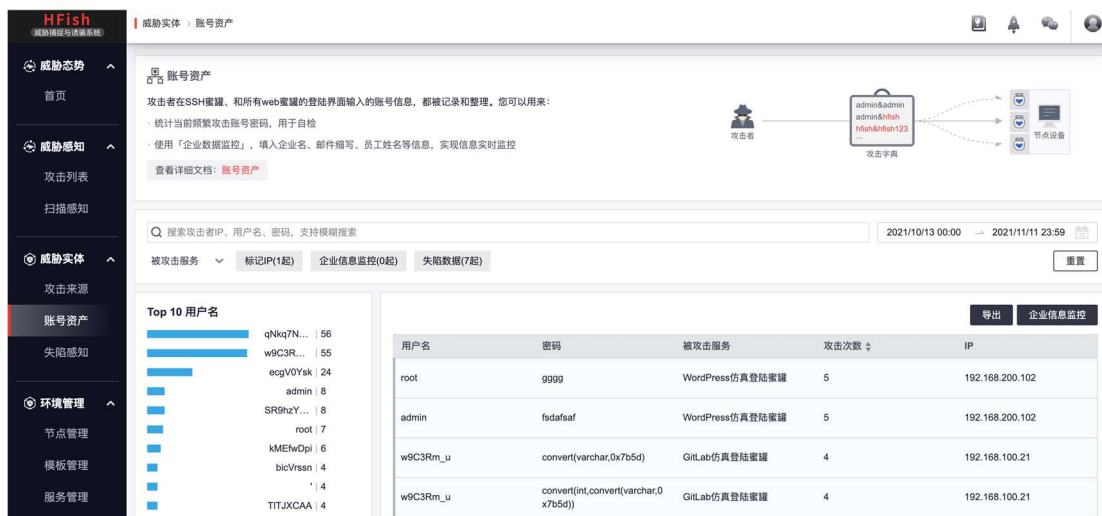 HFish
威胁捕捉与诱骗系统
威胁实体 > 账号资产
威胁态势
首页
威胁感知
攻击列表
扫描感知
威胁实体
攻击来源
账号资产
失陷感知
环境管理
节点管理
模板管理
服务管理
账号资产
攻击者在SSH蜜罐、和所有web蜜罐的登陆界面输入的账号信息，都被记录和整理。您可以用来：
· 统计当前频繁攻击账号密码，用于自检
· 使用「企业数据监控」，填入企业名、邮件缩写、员工姓名等信息，实现信息实时监控
查看详细文档：账号资产
攻击者
admin&admin
admin&hfish
hfish&hfish123
...
攻击字典
节点设备
搜索攻击者IP、用户名、密码，支持模糊搜索
2021/10/13 00:00 → 2021/11/11 23:59
被攻击服务 标记IP(1起) 企业信息监控(0起) 失陷数据(7起) 重置
Top 10 用户名
qNkq7N... | 56
w9C3R... | 55
ecgV0Ysk | 24
admin | 8
SR9hzY... | 8
root | 7
kMEfwDpi | 6
bicVrssn | 4
' | 4
TITJXCAA | 4
导出 企业信息监控
用户名 密码 被攻击服务 攻击次数 IP
root gggg WordPress仿真登陆蜜罐 5 192.168.200.102
admin fsdafsaf WordPress仿真登陆蜜罐 5 192.168.200.102
w9C3Rm_u convert(varchar,0x7b5d) GitLab仿真登陆蜜罐 4 192.168.100.21
w9C3Rm_u convert(int,convert(varchar,0 GitLab仿真登陆蜜罐 4 192.168.100.21
x7b5d))